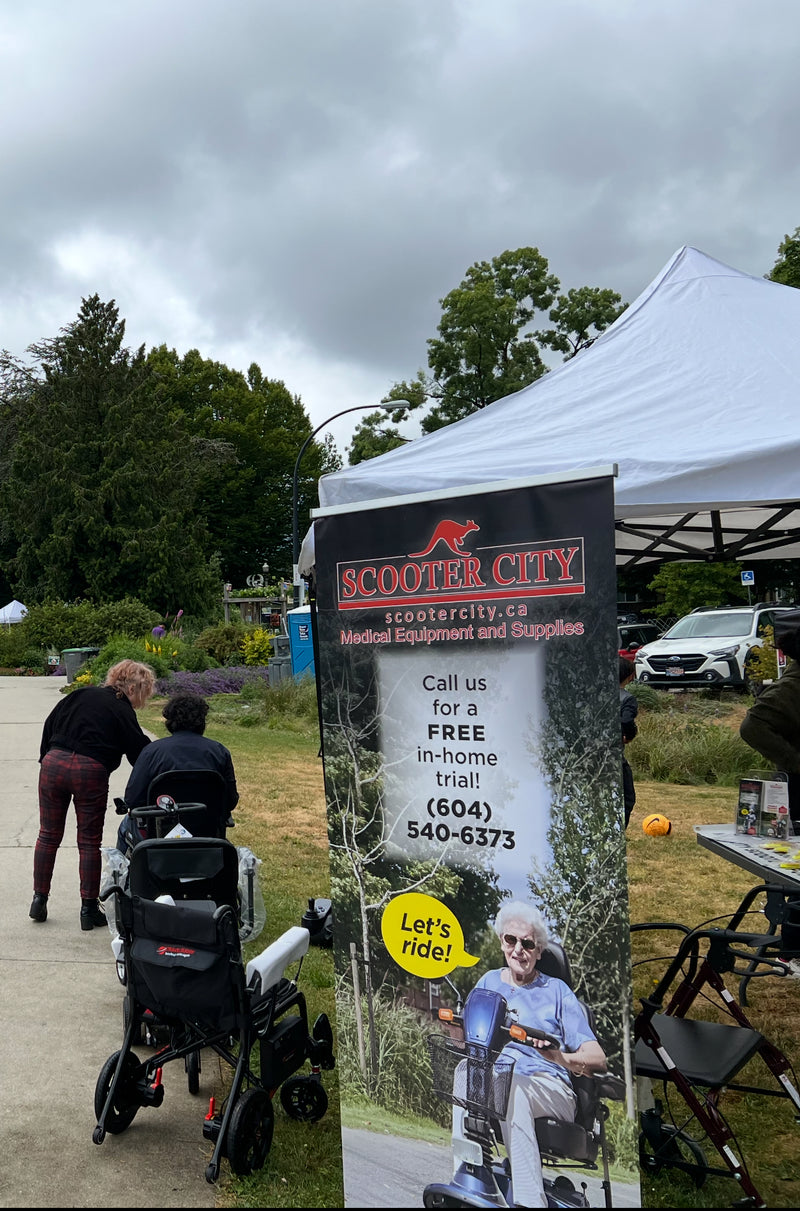 SCOOTER CITY
scootercity.ca
Medical Equipment and Supplies
Call us
for a
FREE
in-home
trial!
(604)
540-6373
Let's
ride!